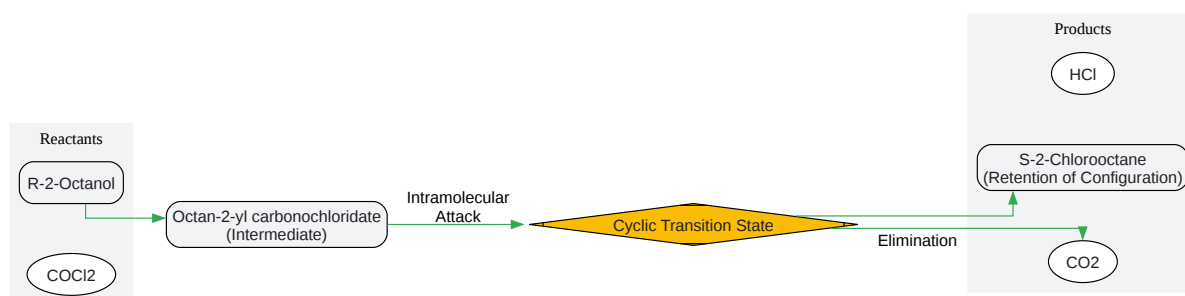 Products
HCl
Reactants
R-2-Octanol
COCl2
Octan-2-yl carbonochloridate
(Intermediate)
Intramolecular
Attack
Cyclic Transition State
Elimination
S-2-Chlorooctane
(Retention of Configuration)
CO2